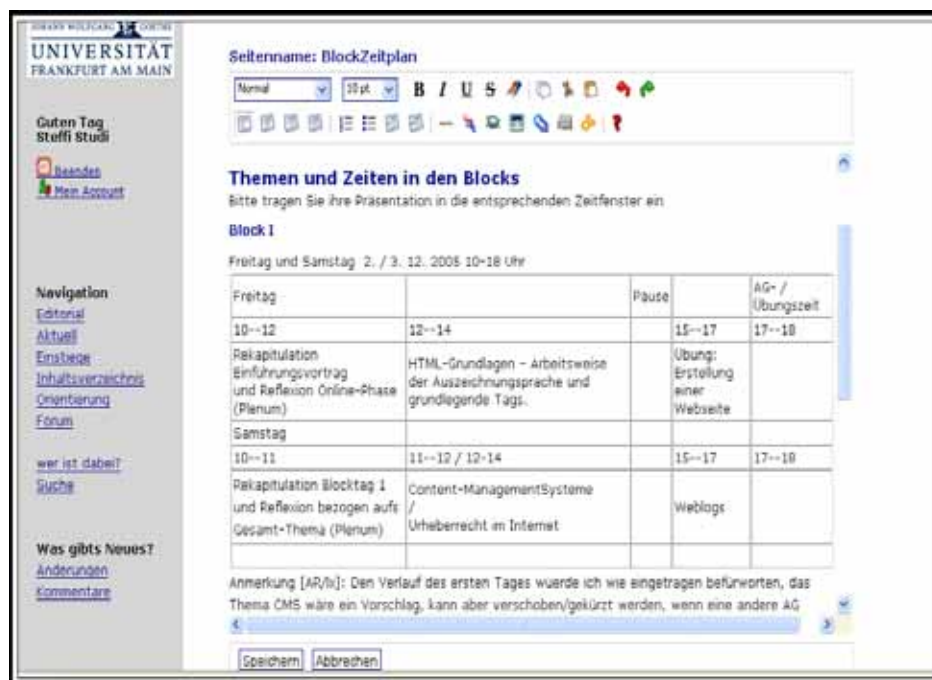 JOHANN WOLFGANG GOETHE
UNIVERSITÄT
FRANKFURT AM MAIN
Guten Tag
Steffi Studi
Beenden
Mein Account
Navigation
Editorial
Aktuell
Einstiege
Inhaltsverzeichnis
Orientierung
Forum
wer ist dabei?
Suche
Was gibts Neues?
Änderungen
Kommentare
Seitenname: BlockZeitplan
Normal 10 pt B I U S
Themen und Zeiten in den Blocks
Bitte tragen Sie ihre Präsentation in die entsprechenden Zeitfenster ein
Block I
Freitag und Samstag 2. / 3. 12. 2005 10-18 Uhr
Freitag Pause AG- /
Übungszeit
10--12 12--14 15--17 17--18
Rekapitulation
Einführungsvortrag
und Reflexion Online-Phase
(Plenum)
HTML-Grundlagen - Arbeitsweise
der Auszeichnungsprache und
grundlegende Tags.
Übung:
Erstellung
einer
Webseite
Samstag
10--11 11--12 / 12-14 15--17 17--18
Rekapitulation Blocktag 1
und Reflexion bezogen aufs
Gesamt-Thema (Plenum)
Content-ManagementSysteme
/
Urheberrecht im Internet
Weblogs
Anmerkung [AR/lx]: Den Verlauf des ersten Tages wuerde ich wie eingetragen befürworten, das
Thema CMS wäre ein Vorschlag, kann aber verschoben/gekürzt werden, wenn eine andere AG
Speichern Abbrechen